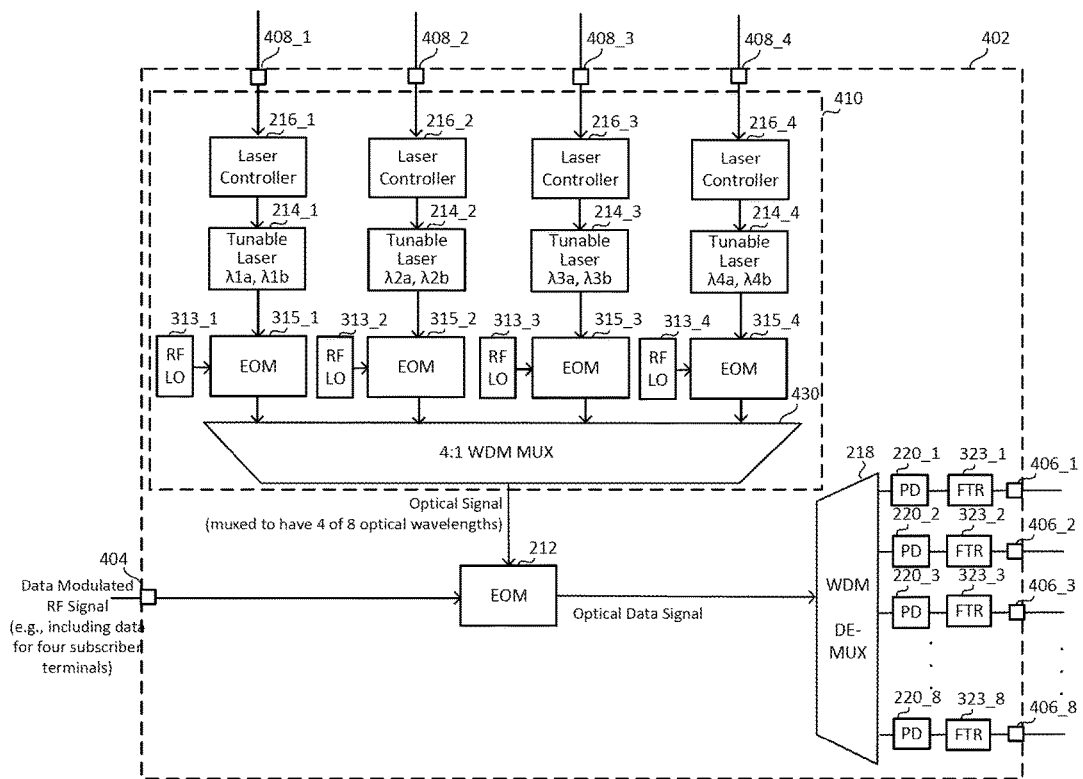 408_1
408_2
408_3
408_4
402
410
216_1
216_2
216_3
216_4
Laser
Controller
Laser
Controller
Laser
Controller
Laser
Controller
214_1
214_2
214_3
214_4
Tunable
Laser
λ1a, λ1b
Tunable
Laser
λ2a, λ2b
Tunable
Laser
λ3a, λ3b
Tunable
Laser
λ4a, λ4b
313_1
315_1
313_2
315_2
313_3
315_3
313_4
315_4
RF
LO
EOM
RF
LO
EOM
RF
LO
EOM
RF
LO
EOM
430
4:1 WDM MUX
218
220_1
323_1
406_1
PD
FTR
Optical Signal
(muxed to have 4 of 8 optical wavelengths)
220_2
323_2
406_2
PD
FTR
404
212
Data Modulated
RF Signal
(e.g., including data
for four subscriber
terminals)
EOM
Optical Data Signal
WDM
DE-
MUX
220_3
323_3
406_3
PD
FTR
220_8
323_8
406_8
PD
FTR